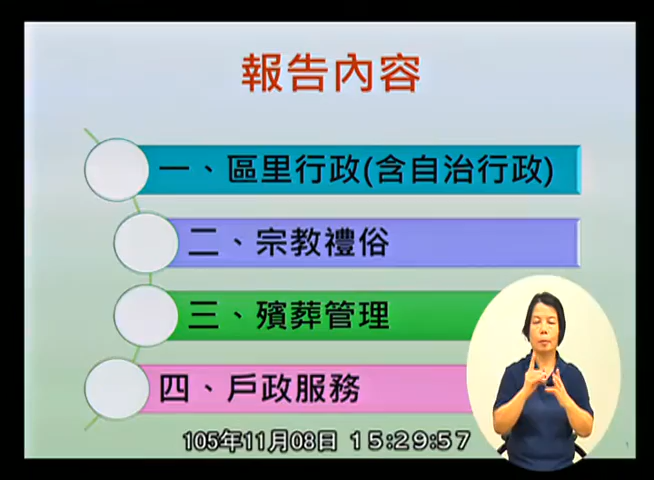 報告內容
一、區里行政(含自治行政)
二、宗教禮俗
三、殯葬管理
四、戶政服務
105年11月08日 15:29:57